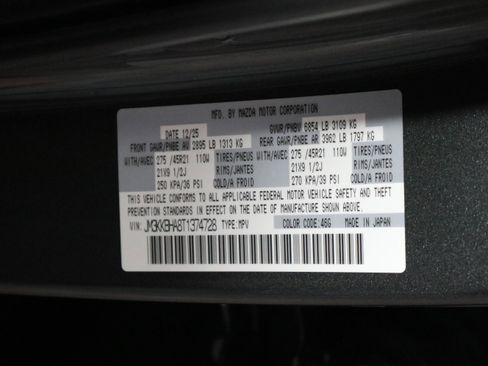 MFD. BY MAZDA MOTOR CORPORATION
DATE 12/25 GVWR/PNBV 6854 LB 3109 KG
FRONT GAWR/PNBE AV 2895 LB 1313 KG REAR GAWR/PNBE AR 3962 LB 1797 KG
WITH/AVEC 275 /45R21 110W TIRES/PNEUS WITH/AVEC 275 /45R21 110W TIRES/PNEUS
21X9 1/2J RIMS/JANTES 21X9 1/2J RIMS/JANTES
250 KPA/36 PSI COLD/A FROID 270 KPA/39 PSI COLD/A FROID
THIS VEHICLE CONFORMS TO ALL APPLICABLE FEDERAL MOTOR VEHICLE SAFETY AND THEFT
PREVENTION STANDARDS IN EFFECT ON THE DATE OF MANUFACTURE SHOWN ABOVE.
VIN: TYPE:MPV COLOR CODE:46G MADE IN JAPAN